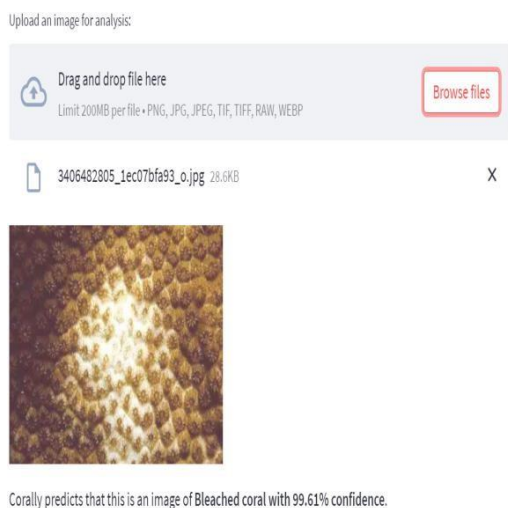 Upload an image for analysis:
Drag and drop file here
Limit 200MB per file • PNG, JPG, JPEG, TIF, TIFF, RAW, WEBP
Browse files
3406482805_1ec07bfa93_o.jpg 28.6KB X
Corally predicts that this is an image of Bleached coral with 99.61% confidence.